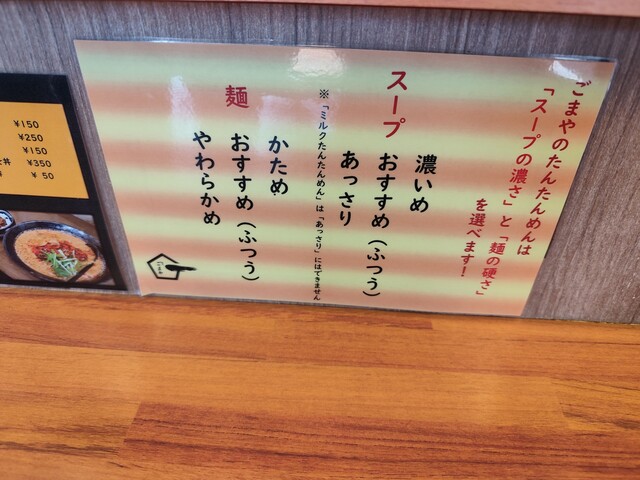 ごまやのたんたんめんは
「スープの濃さ」と「麺の硬さ」
を選べます！
スープ
濃いめ
おすすめ（ふつう）
あっさり
※「ミルクたんたんめん」は「あっさり」にはできません
麺
かため
おすすめ（ふつう）
やわらかめ
¥150
¥250
¥150
丼 ¥350
¥ 50